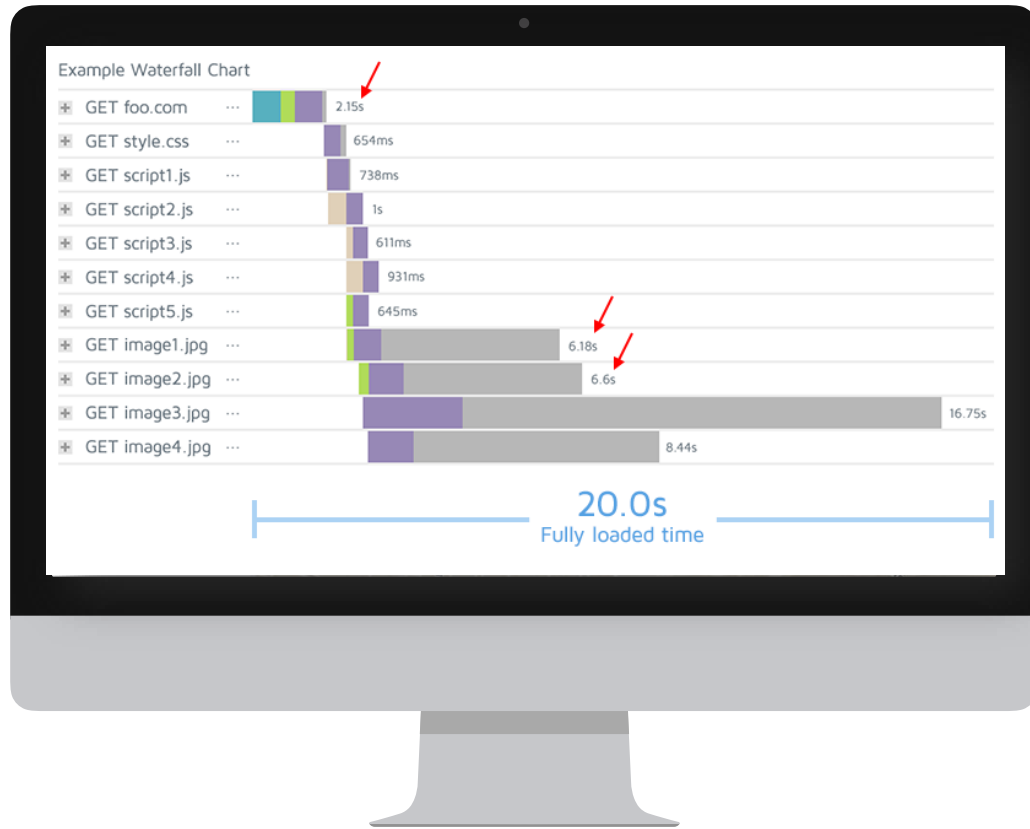 Example Waterfall Chart
GET foo.com ... 2.15s
GET style.css ... 654ms
GET script1.js ... 738ms
GET script2.js ... 1s
GET script3.js ... 611ms
GET script4.js ... 931ms
GET script5.js ... 645ms
GET image1.jpg ... 6.18s
GET image2.jpg ... 6.6s
GET image3.jpg ... 16.75s
GET image4.jpg ... 8.44s
20.0s
Fully loaded time